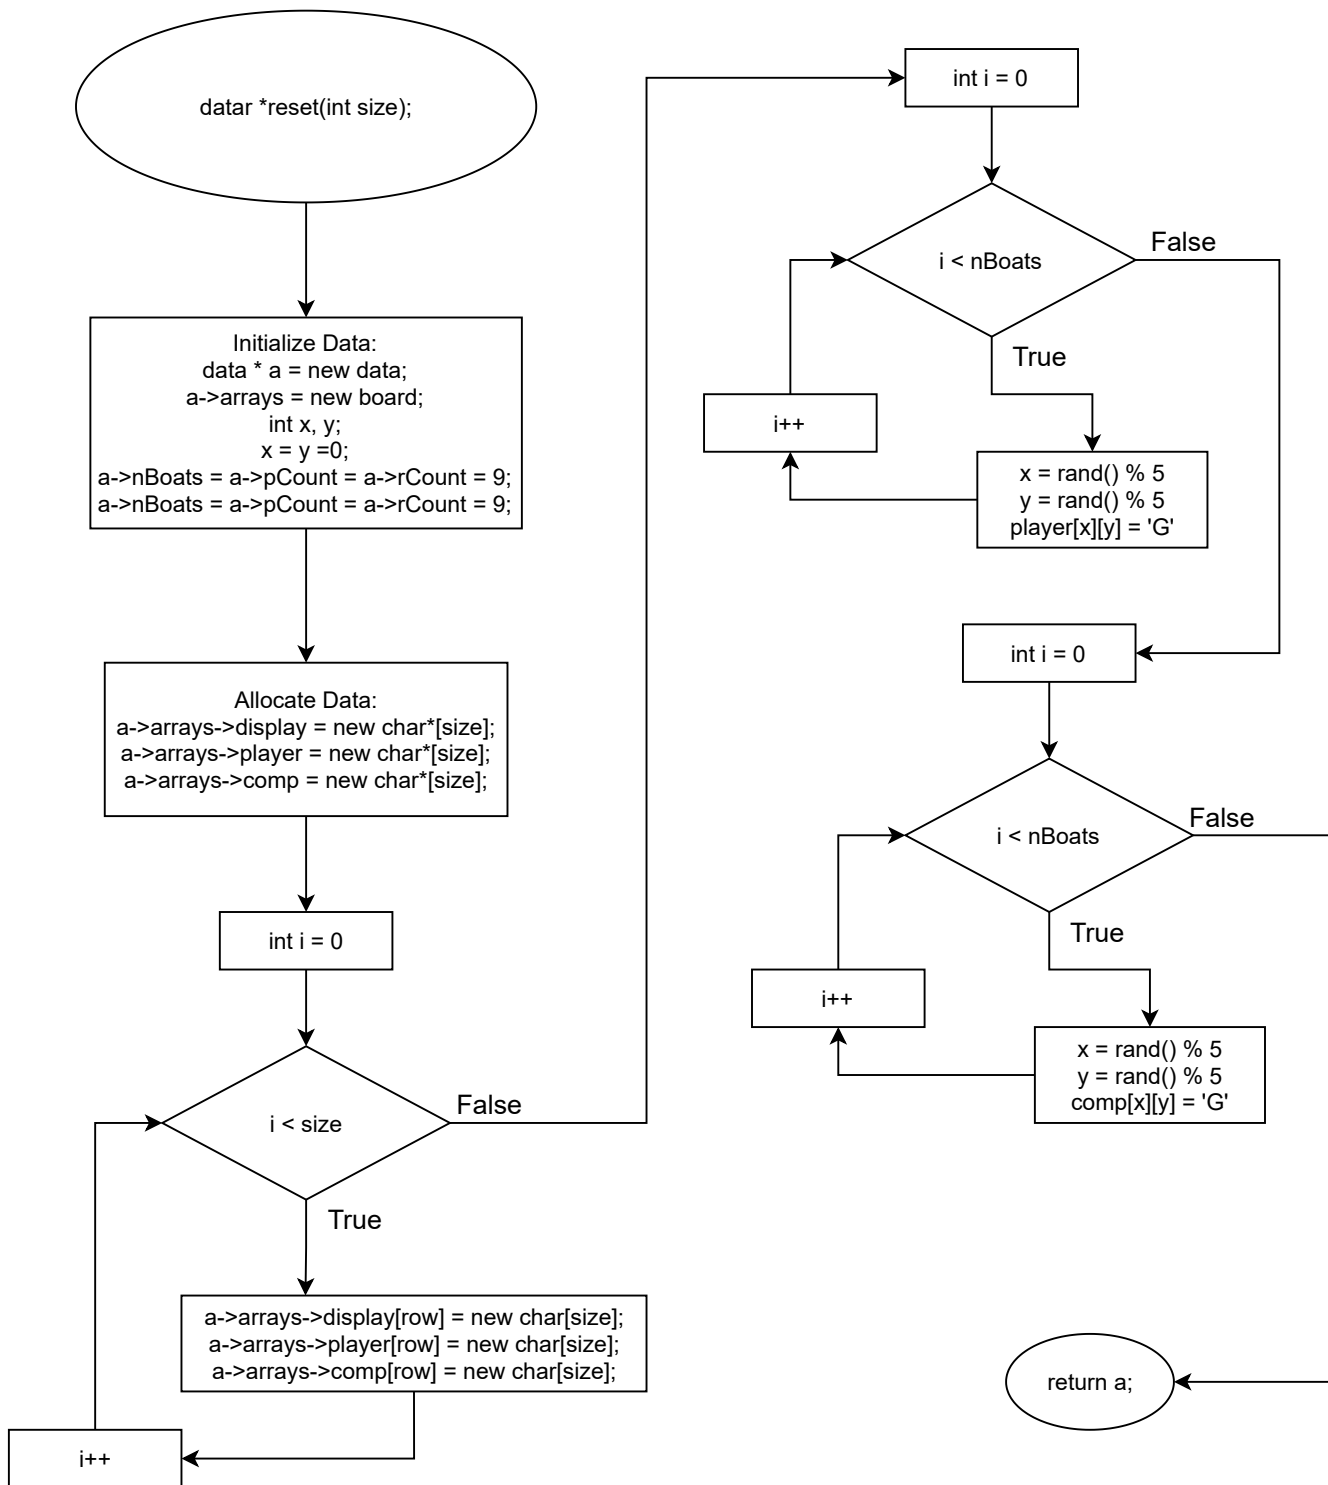 datar *reset(int size);
Initialize Data:
data * a = new data;
a->arrays = new board;
int x, y;
x = y =0;
a->nBoats = a->pCount = a->rCount = 9;
a->nBoats = a->pCount = a->rCount = 9;
Allocate Data:
a->arrays->display = new char*[size];
a->arrays->player = new char*[size];
a->arrays->comp = new char*[size];
int i = 0
i < size
False
True
a->arrays->display[row] = new char[size];
a->arrays->player[row] = new char[size];
a->arrays->comp[row] = new char[size];
i++
int i = 0
i < nBoats
False
True
i++
x = rand() % 5
y = rand() % 5
player[x][y] = 'G'
int i = 0
i < nBoats
False
True
i++
x = rand() % 5
y = rand() % 5
comp[x][y] = 'G'
return a;